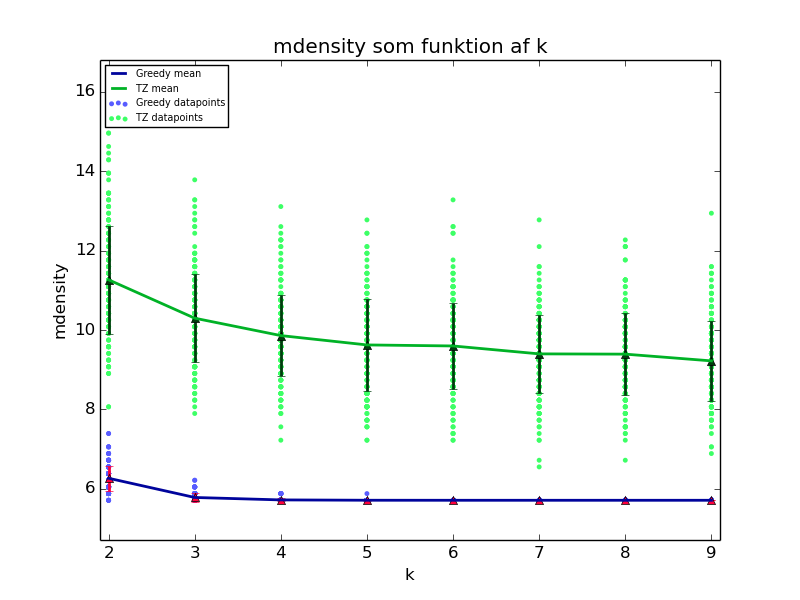 mdensity som funktion af k
Greedy mean
TZ mean
Greedy datapoints
TZ datapoints
mdensity
16
14
12
10
8
6
2 3 4 5 6 7 8 9
k